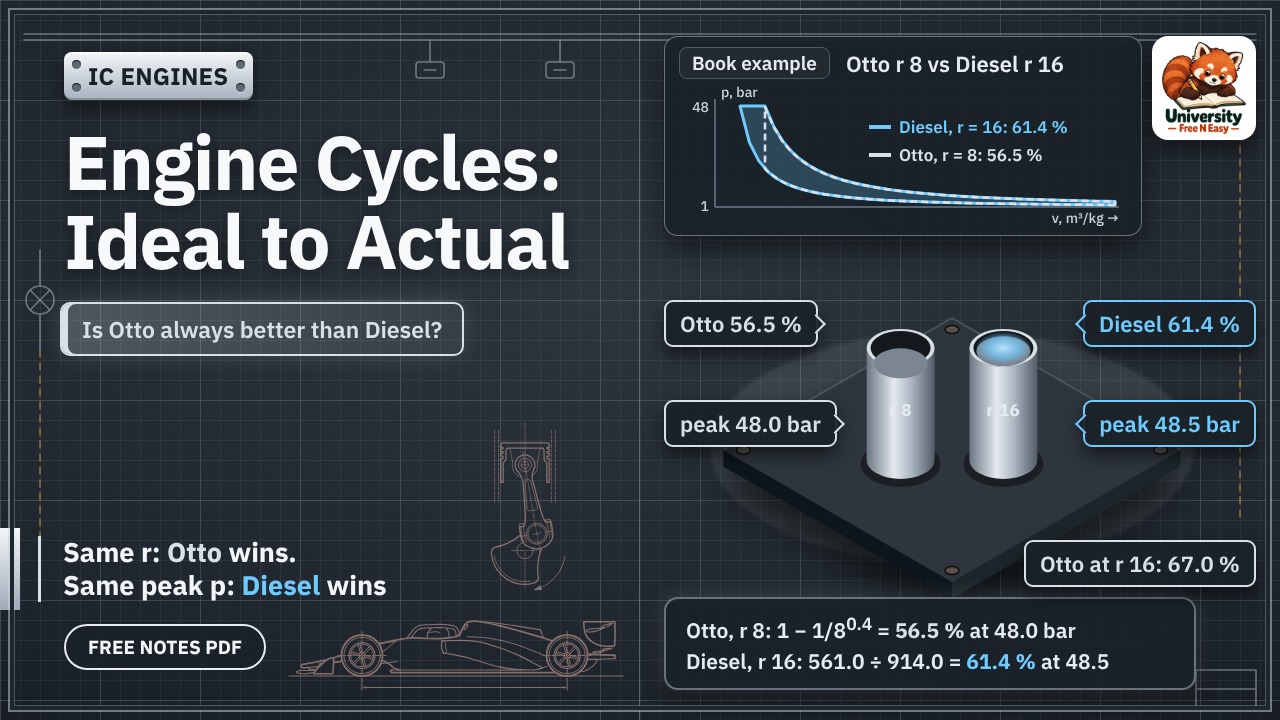 IC ENGINES
Engine Cycles:
Ideal to Actual
Is Otto always better than Diesel?
Same r: Otto wins.
Same peak p: Diesel wins
FREE NOTES PDF
Book example
Otto r 8 vs Diesel r 16
p, bar
48
1
Diesel, r = 16: 61.4 %
Otto, r = 8: 56.5 %
v, m³/kg →
University
Free N Easy
Otto 56.5 %
Diesel 61.4 %
peak 48.0 bar
r 8
r 16
peak 48.5 bar
Otto at r 16: 67.0 %
Otto, r 8: 1 − 1/8^0.4 = 56.5 % at 48.0 bar
Diesel, r 16: 561.0 ÷ 914.0 = 61.4 % at 48.5